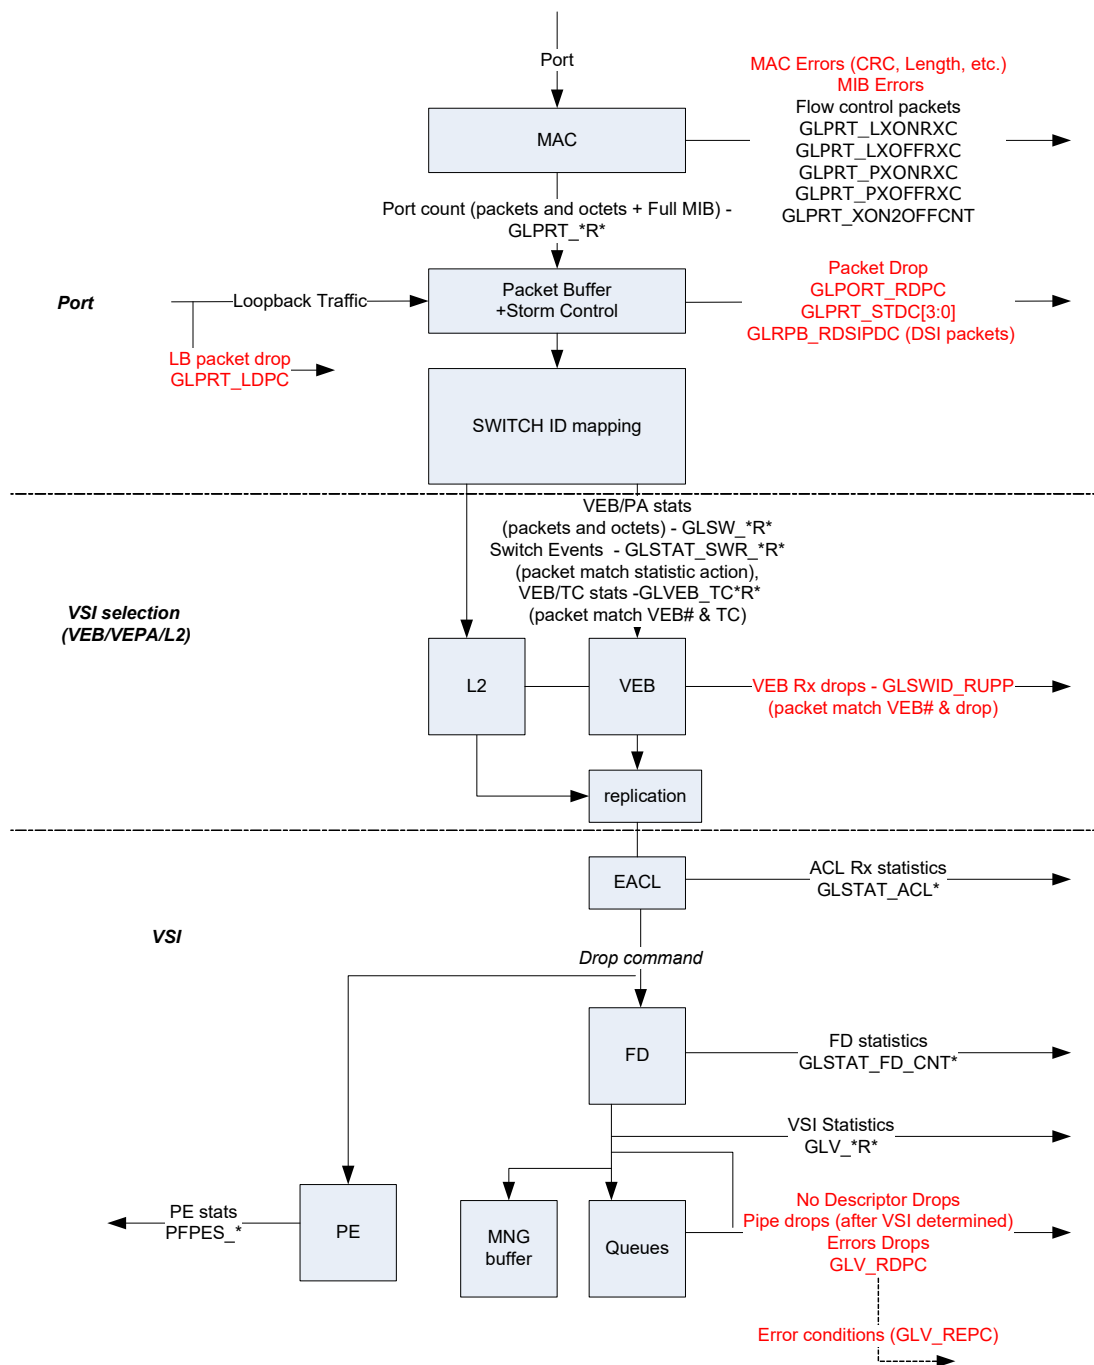 Port
MAC Errors (CRC, Length, etc.)
MIB Errors
Flow control packets
GLPRT_LXONRXC
GLPRT_LXOFFRXC
GLPRT_PXONRXC
GLPRT_PXOFFRXC
GLPRT_XON2OFFCNT
MAC
Port count (packets and octets + Full MIB) -
GLPRT_*R*
Port
Loopback Traffic
Packet Buffer
+Storm Control
Packet Drop
GLPORT_RDPC
GLPRT_STDC[3:0]
GLRPB_RDSIPDC (DSI packets)
LB packet drop
GLPRT_LDPC
SWITCH ID mapping
VEB/PA stats
(packets and octets) - GLSW_*R*
Switch Events - GLSTAT_SWR_*R*
(packet match statistic action),
VEB/TC stats -GLVEB_TC*R*
(packet match VEB# & TC)
VSI selection
(VEB/VEPA/L2)
L2
VEB
VEB Rx drops - GLSWID_RUPP
(packet match VEB# & drop)
replication
EACL
ACL Rx statistics
GLSTAT_ACL*
VSI
Drop command
FD
FD statistics
GLSTAT_FD_CNT*
VSI Statistics
GLV_*R*
PE stats
PFPES_*
PE
MNG
buffer
Queues
No Descriptor Drops
Pipe drops (after VSI determined)
Errors Drops
GLV_RDPC
Error conditions (GLV_REPC)